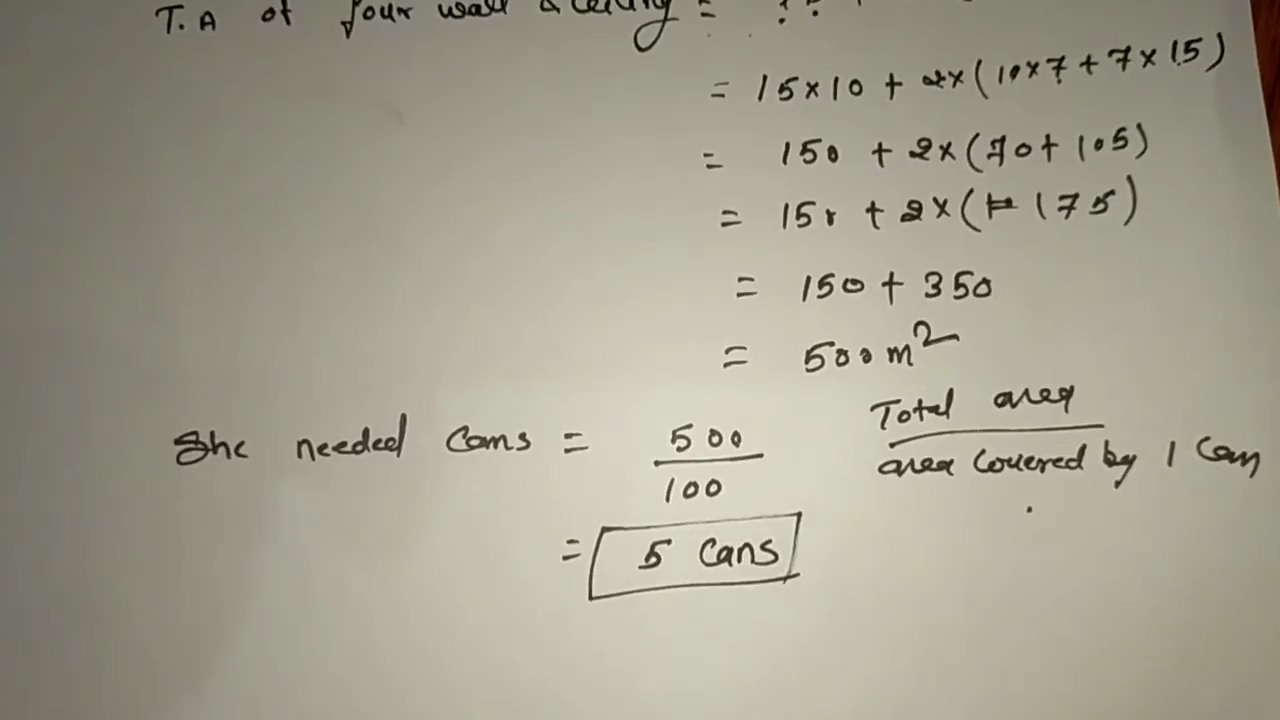 T.A of four wall & ceiling =
= 15×10 + 2×(10×7 + 7×15)
= 150 + 2×(70+105)
= 150 + 2×(175)
= 150 + 350
= 500 m²
She needed Cans = 500/100 Total area/area covered by 1 Can
= 5 Cans